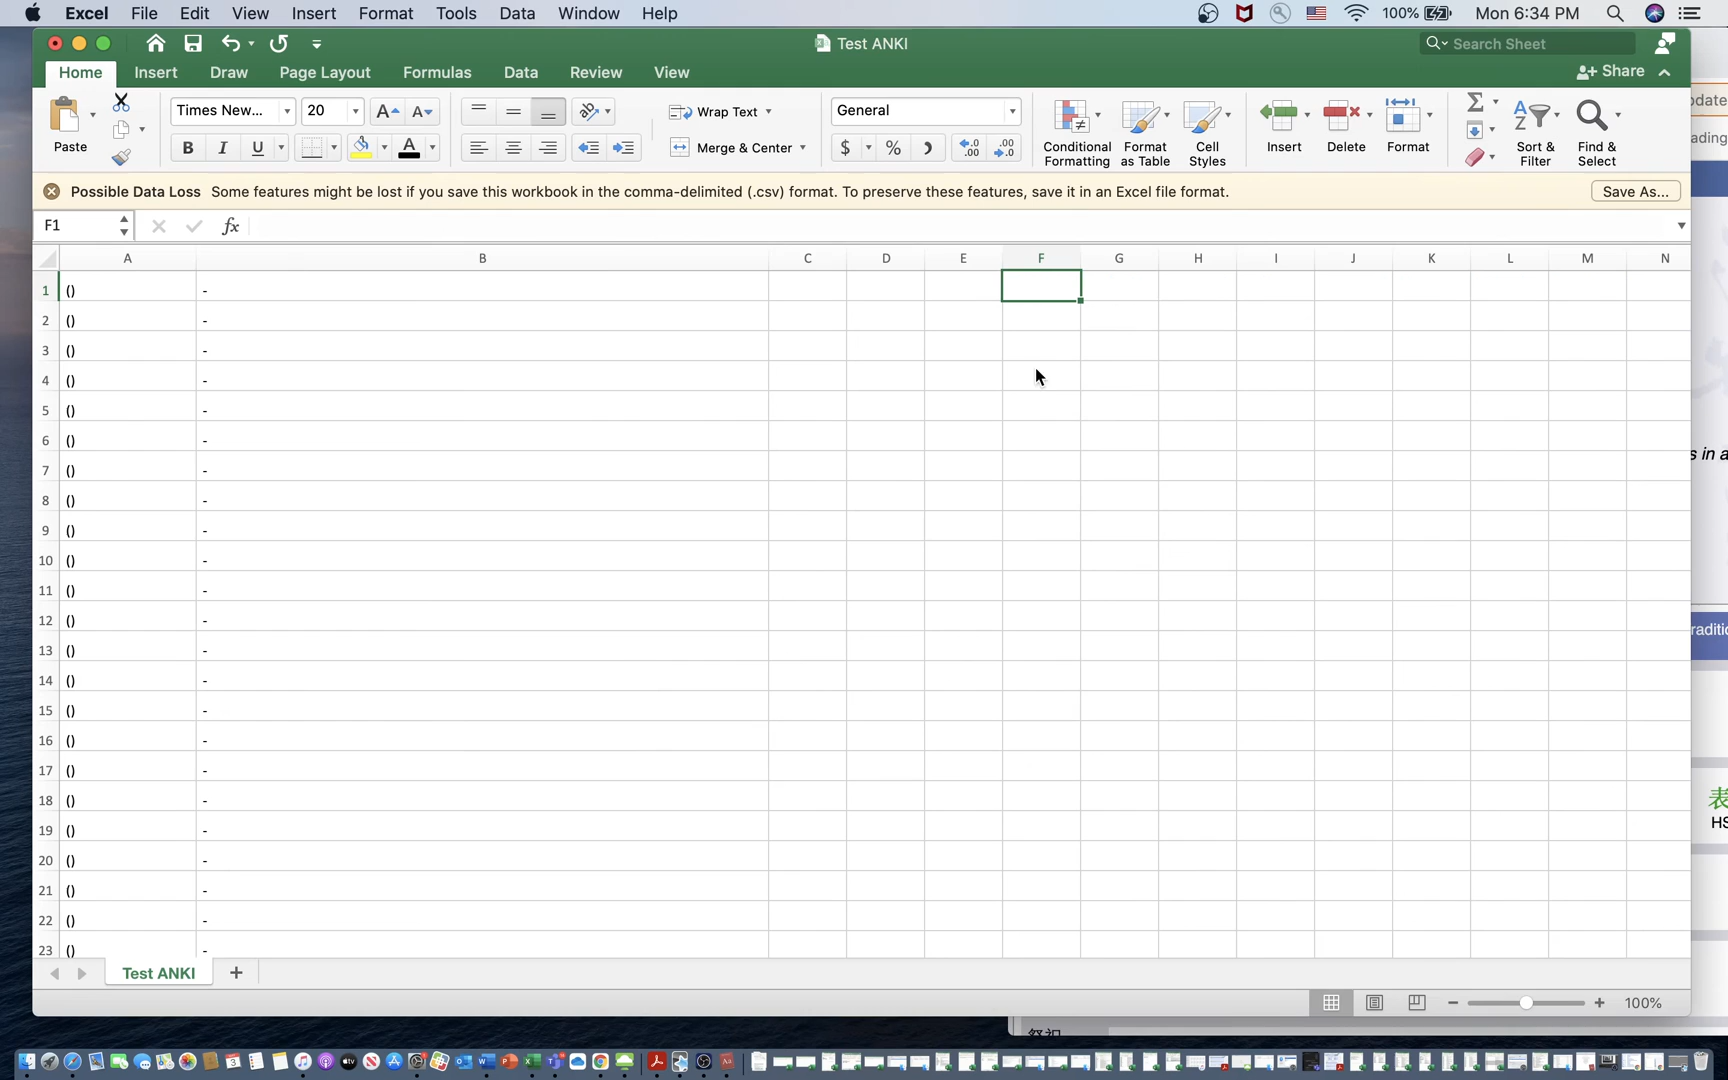 Excel File Edit View Insert Format Tools Data Window Help 100% Mon 6:34 PM
Test ANKI Search Sheet
Home Insert Draw Page Layout Formulas Data Review View Share
Paste Times New... 20 Wrap Text General Conditional Formatting Format as Table Cell Styles Insert Delete Format Sort & Filter Find & Select
B I U A Merge & Center $ %
Possible Data Loss Some features might be lost if you save this workbook in the comma-delimited (.csv) format. To preserve these features, save it in an Excel file format. Save As...
F1 fx
A B C D E F G H I J K L M N
1 () -
2 () -
3 () -
4 () -
5 () -
6 () -
7 () -
8 () -
9 () -
10 () -
11 () -
12 () -
13 () -
14 () -
15 () -
16 () -
17 () -
18 () -
19 () -
20 () -
21 () -
22 () -
23 () -
Test ANKI
100%
s in a
表